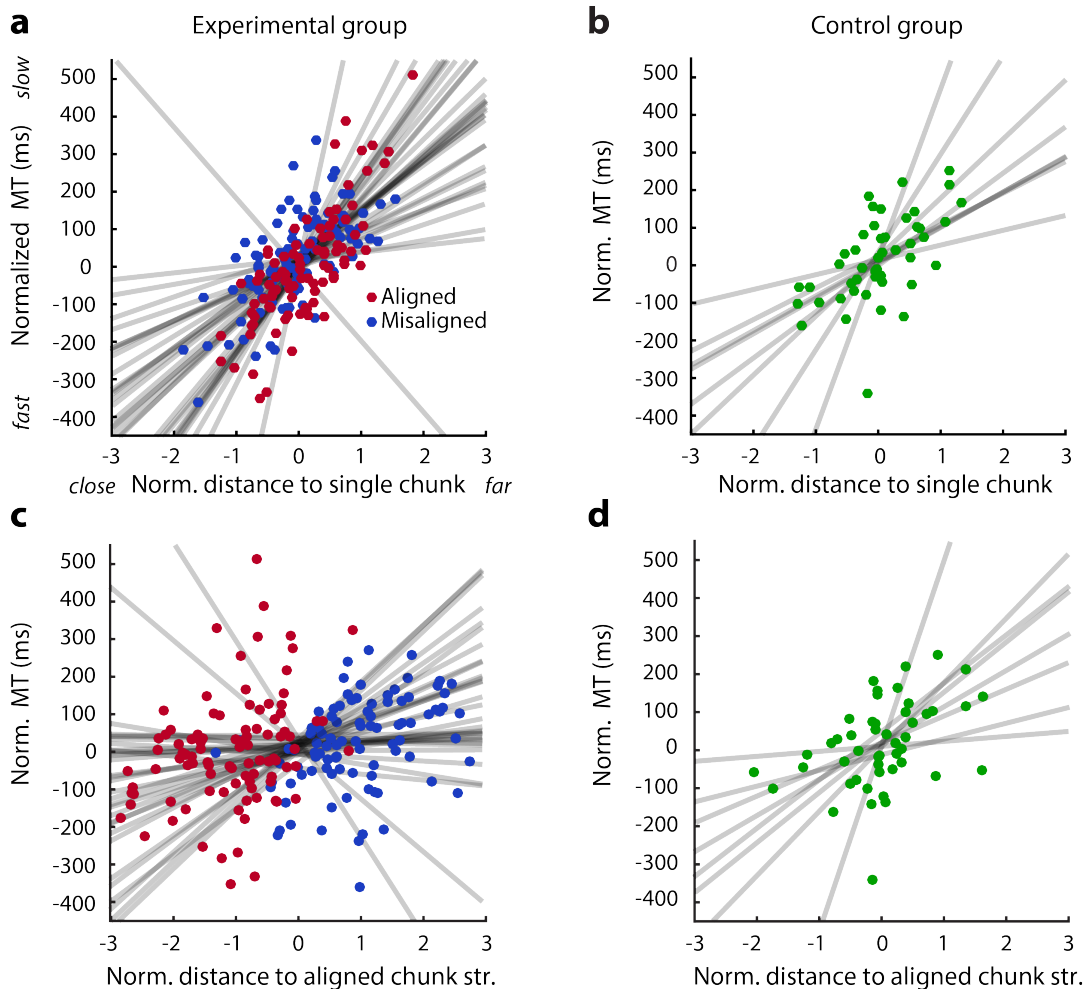 a
Experimental group
b
Control group
slow
Normalized MT (ms)
fast
500
400
300
200
100
0
-100
-200
-300
-400
Aligned
Misaligned
-3 -2 -1 0 1 2 3
close Norm. distance to single chunk far
Norm. MT (ms)
500
400
300
200
100
0
-100
-200
-300
-400
-3 -2 -1 0 1 2 3
Norm. distance to single chunk
c
d
Norm. MT (ms)
500
400
300
200
100
0
-100
-200
-300
-400
-3 -2 -1 0 1 2 3
Norm. distance to aligned chunk str.
Norm. MT (ms)
500
400
300
200
100
0
-100
-200
-300
-400
-3 -2 -1 0 1 2 3
Norm. distance to aligned chunk str.